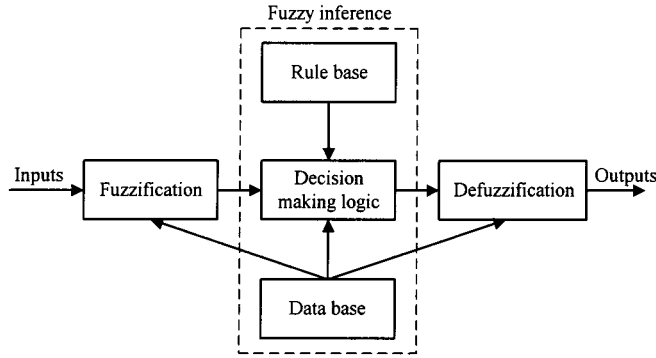 Fuzzy inference
Rule base
Inputs
Fuzzification
Decision
making logic
Defuzzification
Outputs
Data base